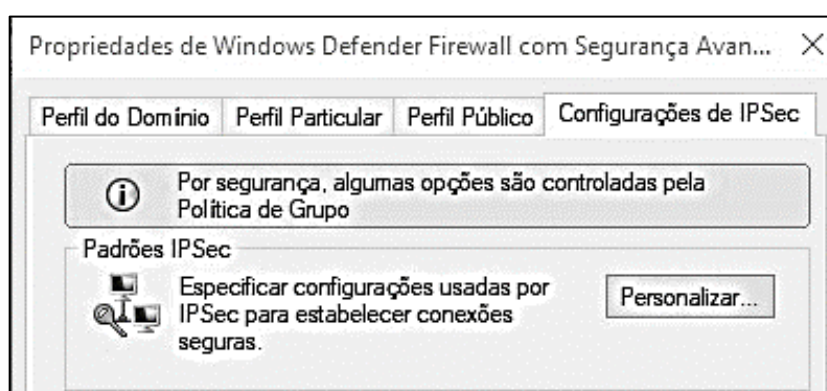 Propriedades de Windows Defender Firewall com Segurança Avan...
Perfil do Domínio Perfil Particular Perfil Público Configurações de IPSec
Por segurança, algumas opções são controladas pela
Política de Grupo
Padrões IPSec
Especificar configurações usadas por
IPSec para estabelecer conexões
seguras.
Personalizar...